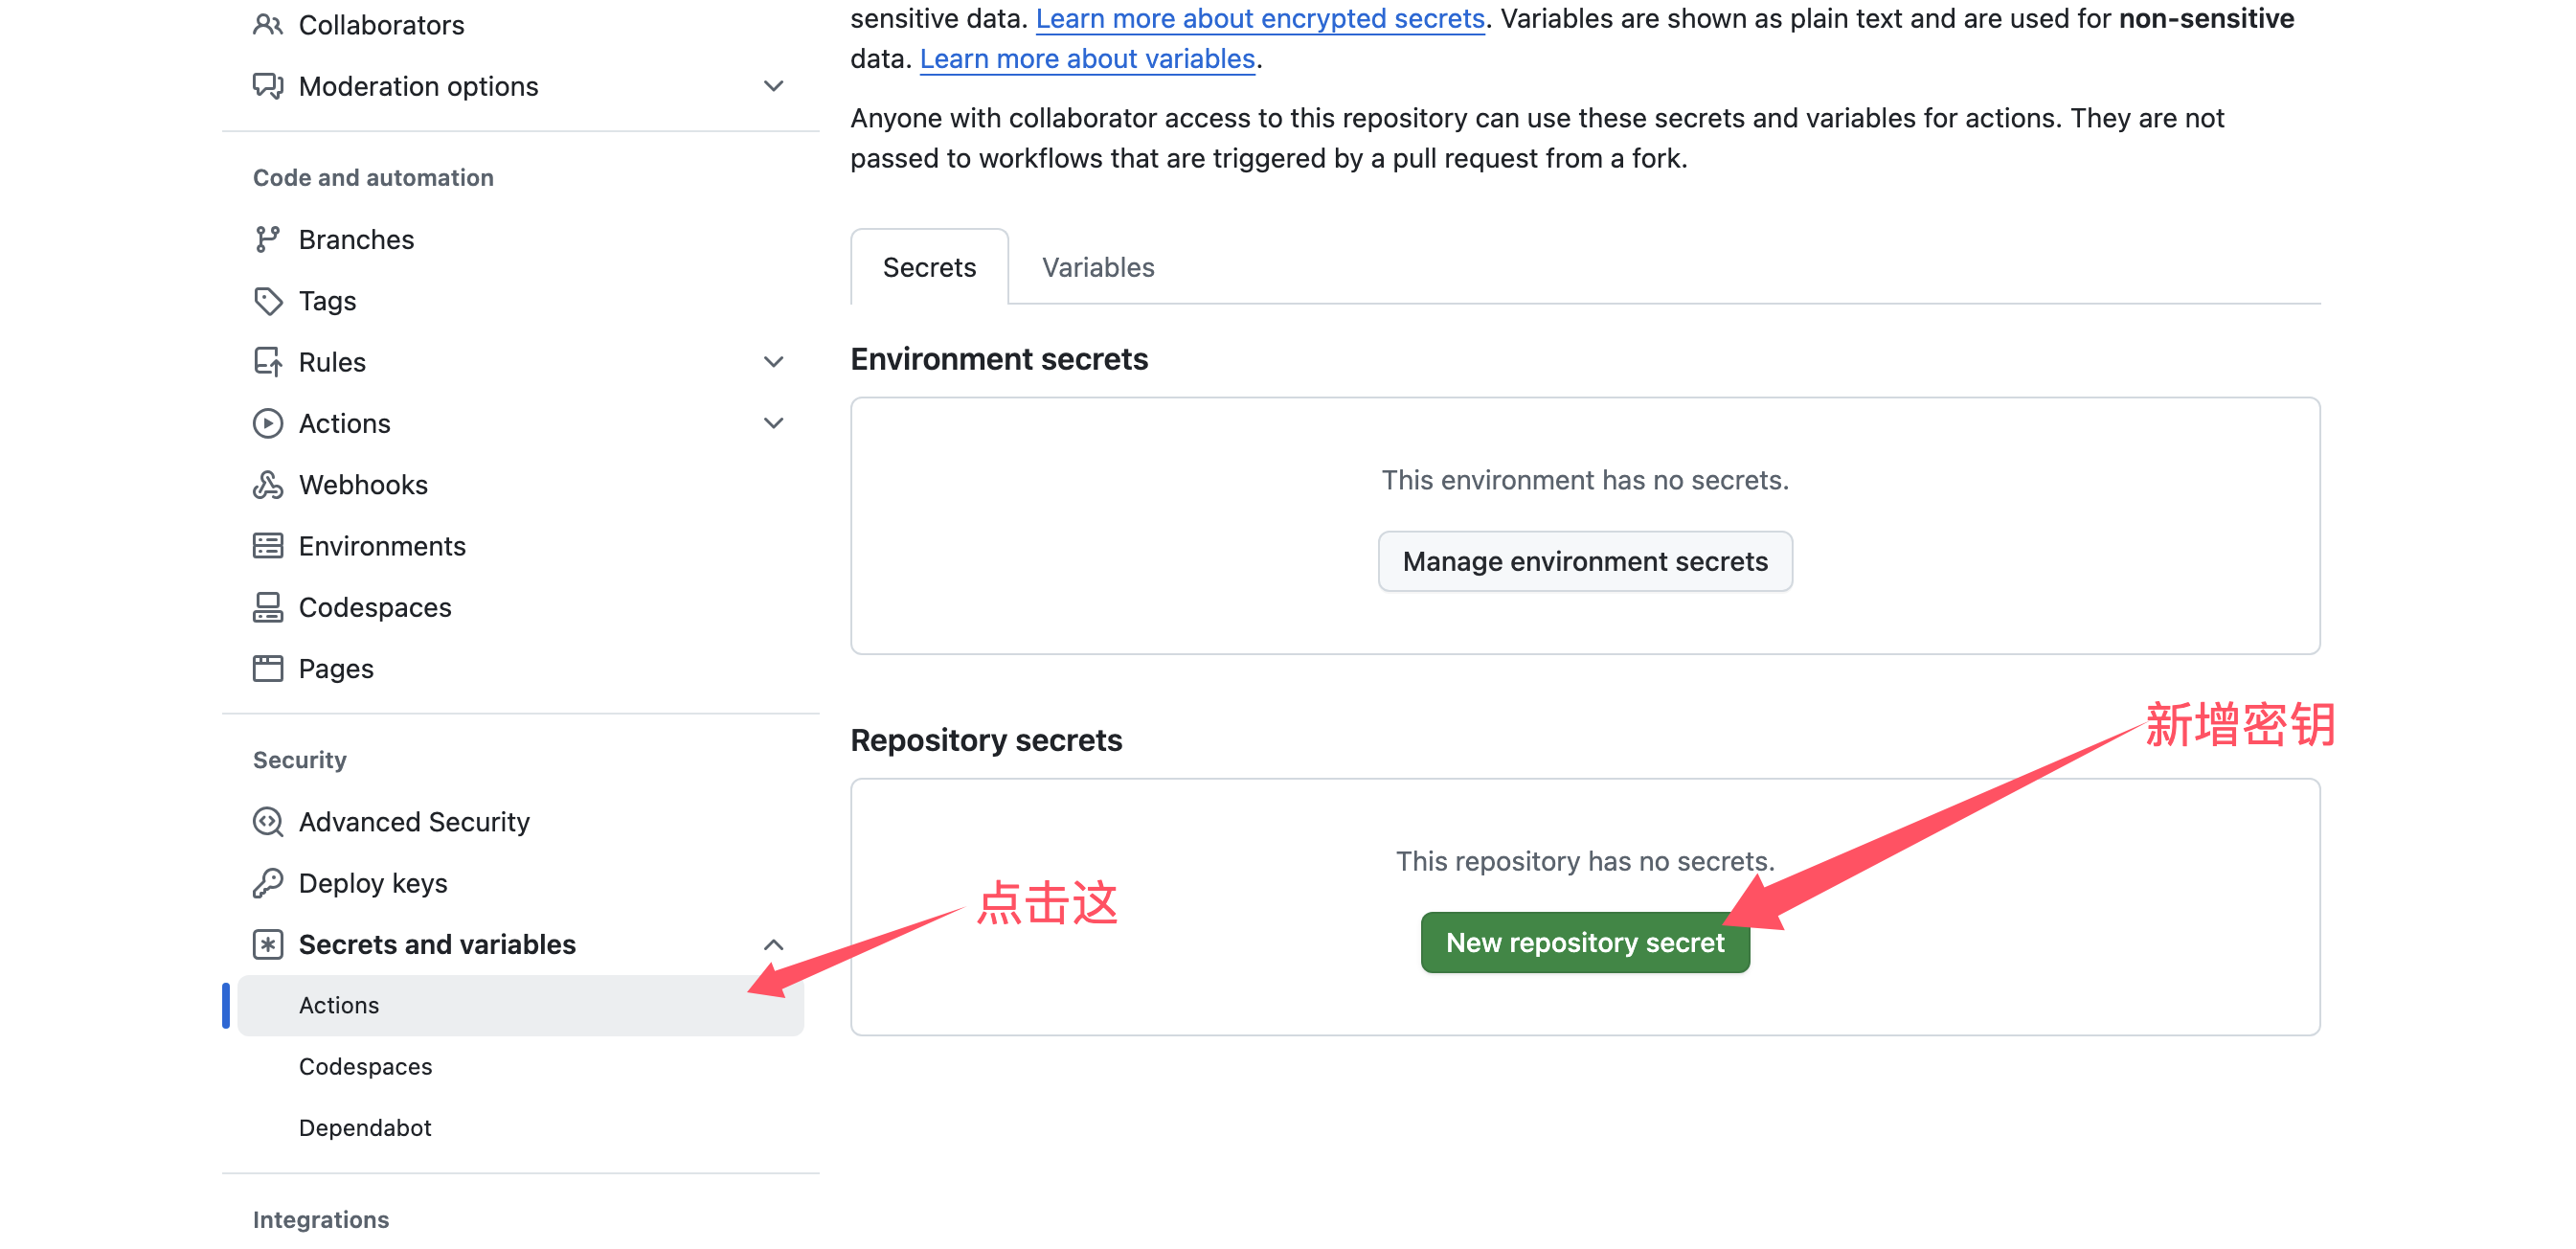 Collaborators
Moderation options
Code and automation
Branches
Tags
Rules
Actions
Webhooks
Environments
Codespaces
Pages
Security
Advanced Security
Deploy keys
Secrets and variables
Actions
Codespaces
Dependabot
Integrations
sensitive data. Learn more about encrypted secrets. Variables are shown as plain text and are used for non-sensitive
data. Learn more about variables.
Anyone with collaborator access to this repository can use these secrets and variables for actions. They are not
passed to workflows that are triggered by a pull request from a fork.
Secrets
Variables
Environment secrets
This environment has no secrets.
Manage environment secrets
Repository secrets
新增密钥
This repository has no secrets.
点击这
New repository secret